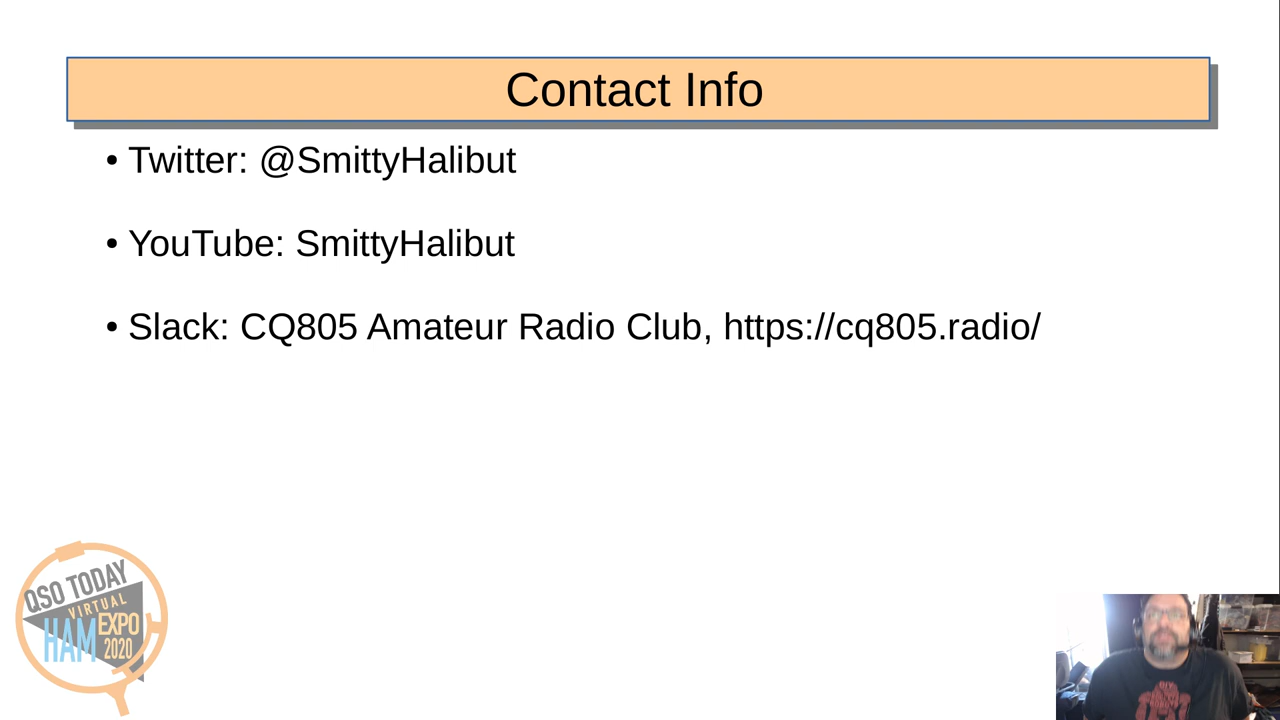 Contact Info
• Twitter: @SmittyHalibut
• YouTube: SmittyHalibut
• Slack: CQ805 Amateur Radio Club, https://cq805.radio/
QSO TODAY
VIRTUAL
HAM EXPO
2020